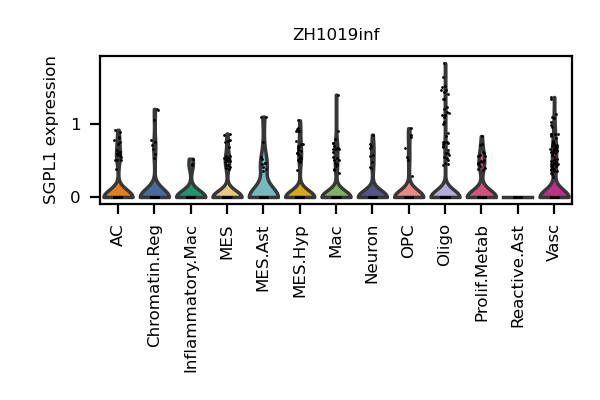 ZH1019inf
SGPL1 expression
1
0
AC
Chromatin.Reg
Inflammatory.Mac
MES
MES.Ast
MES.Hyp
Mac
Neuron
OPC
Oligo
Prolif.Metab
Reactive.Ast
Vasc